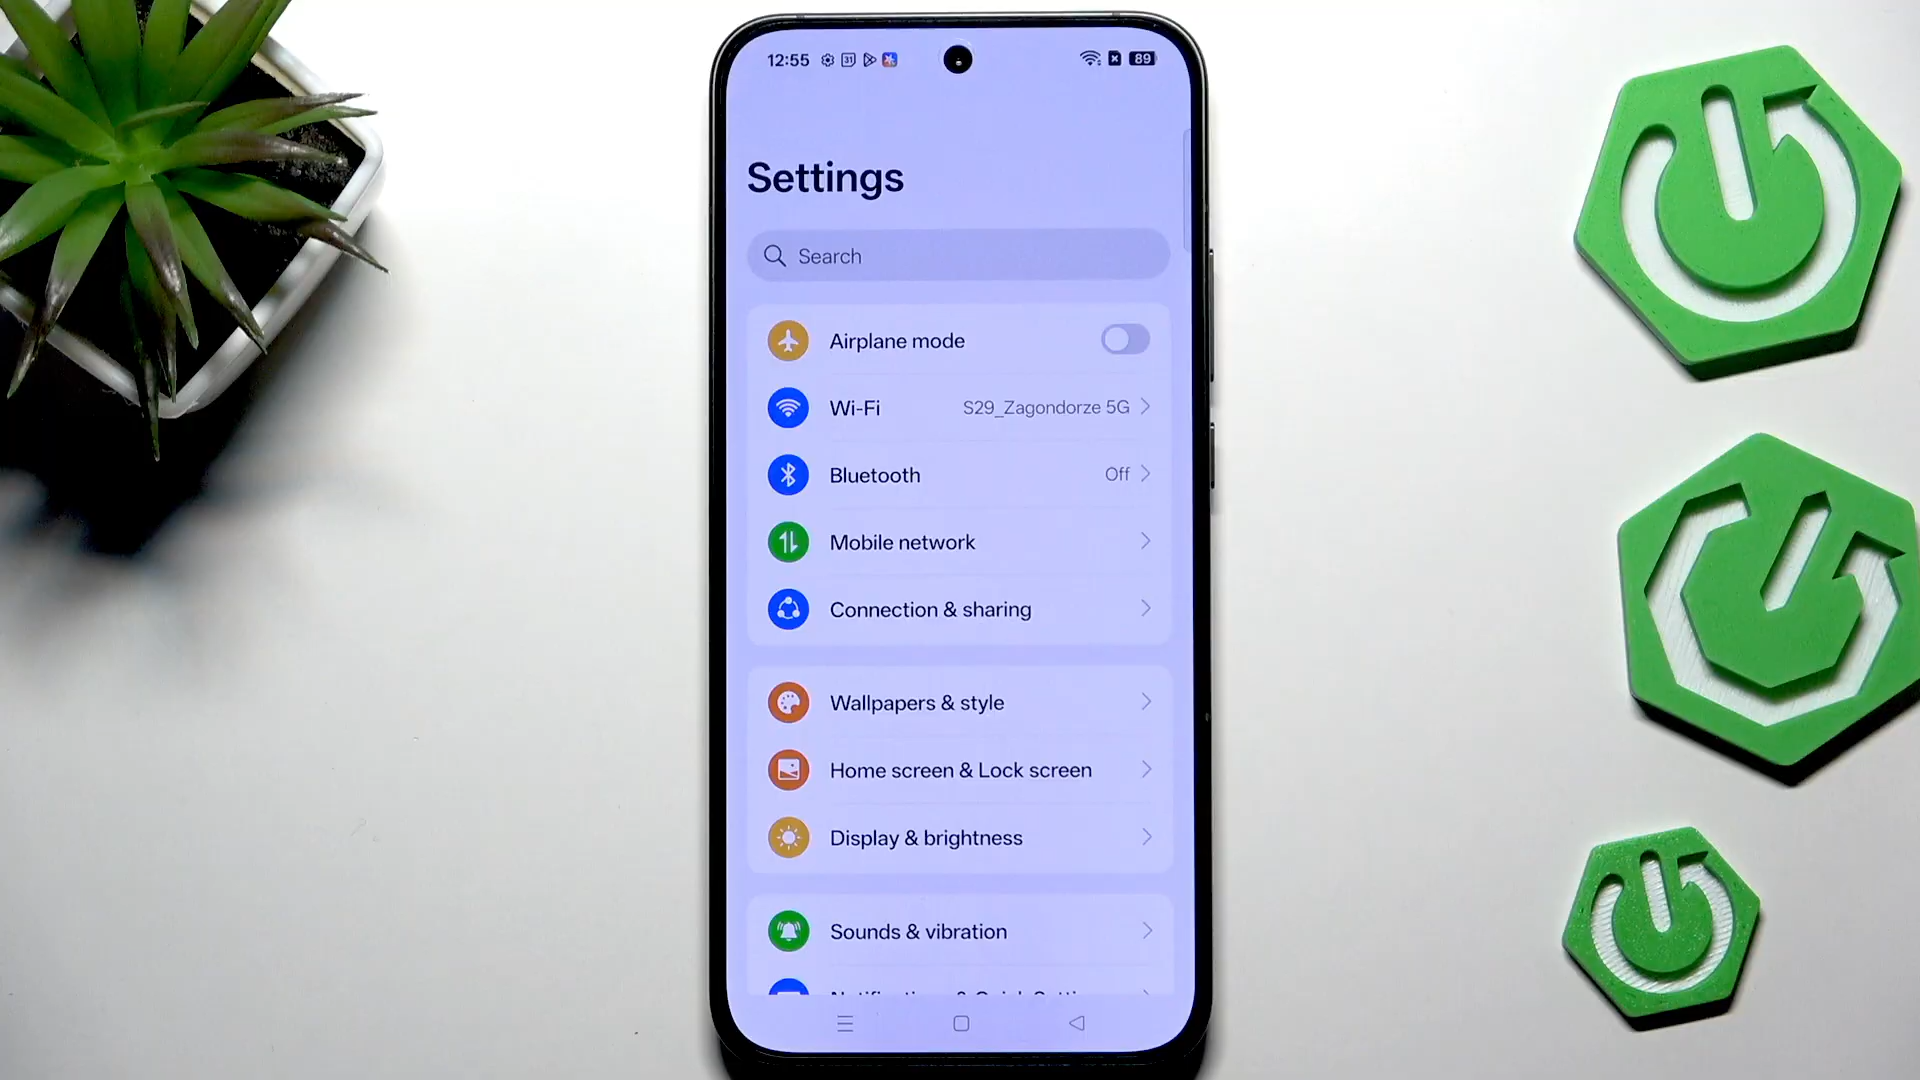 12:55
89
Settings
Search
Airplane mode
Wi-Fi S29_Zagondorze 5G
Bluetooth Off
Mobile network
Connection & sharing
Wallpapers & style
Home screen & Lock screen
Display & brightness
Sounds & vibration